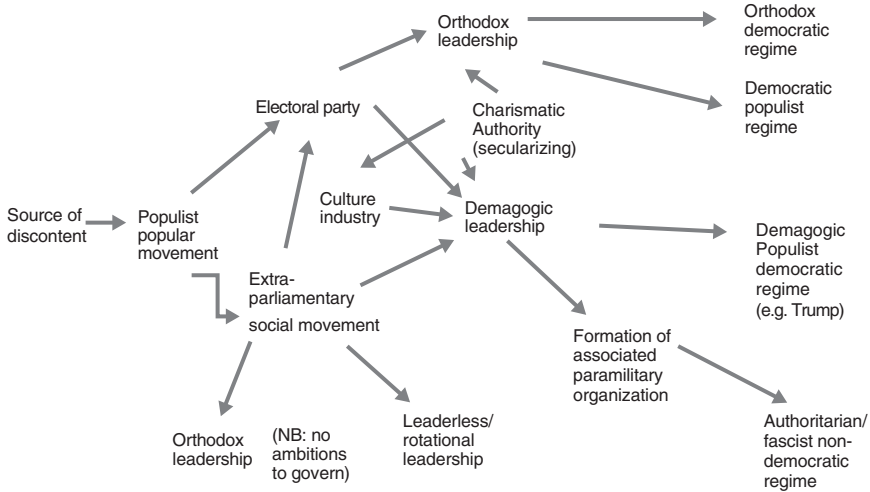 Orthodox
leadership
Orthodox
democratic
regime
Democratic
populist
regime
Electoral party
Charismatic
Authority
(secularizing)
Culture
industry
Source of
discontent
Populist
popular
movement
Demagogic
leadership
Demagogic
Populist
democratic
regime
(e.g. Trump)
Extra-
parliamentary
social movement
Formation of
associated
paramilitary
organization
Orthodox
leadership
(NB: no
ambitions
to govern)
Leaderless/
rotational
leadership
Authoritarian/
fascist non-
democratic
regime